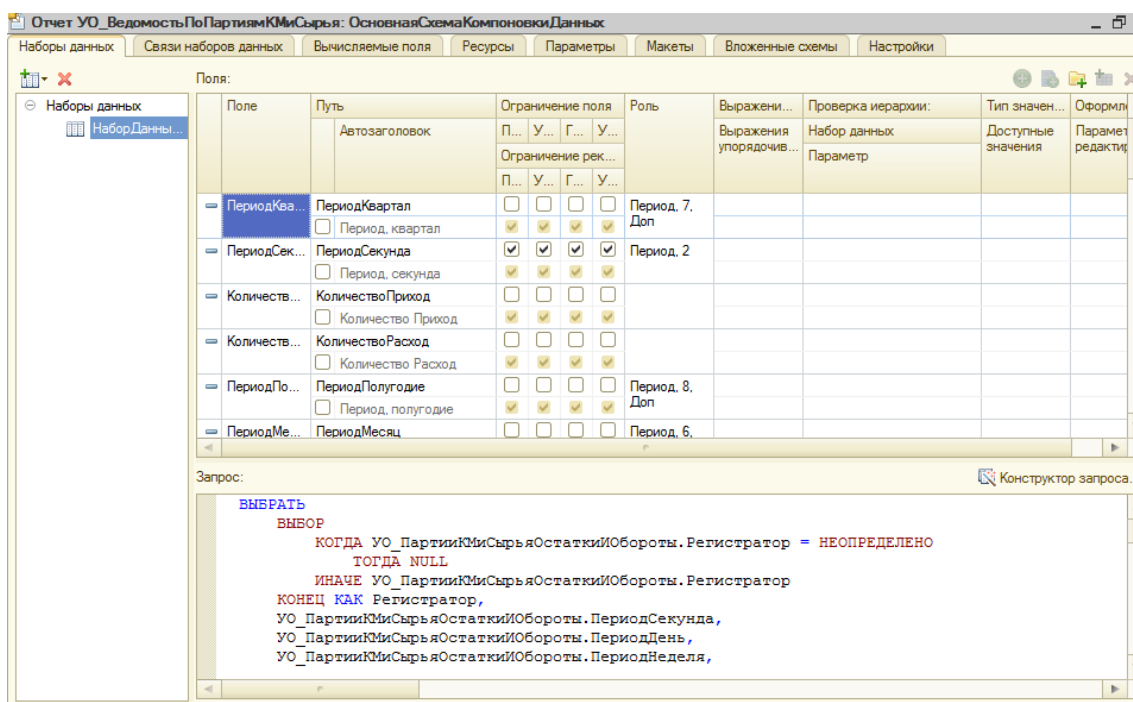 Отчет УО_ВедомостьПоПартиямКМиСырья: ОсновнаяСхемаКомпоновкиДанных
Наборы данных Связи наборов данных Вычисляемые поля Ресурсы Параметры Макеты Вложенные схемы Настройки
Поля:
Наборы данных
НаборДанны...
Поле Путь Ограничение поля Роль Выражени... Проверка иерархии: Тип значен... Оформл
Автозаголовок П... У... Г... У... Выражения упорядочив... Набор данных Доступные значения Парамет редактир
Ограничение рек... Параметр
П... У... Г... У...
ПериодКва... ПериодКвартал Период, 7, Доп
Период, квартал
ПериодСек... ПериодСекунда Период, 2
Период, секунда
Количеств... КоличествоПриход
Количество Приход
Количеств... КоличествоРасход
Количество Расход
ПериодПо... ПериодПолугодие Период, 8, Доп
Период, полугодие
ПериодМе... ПериодМесяц Период, 6,
Запрос:
Конструктор запроса.
ВЫБРАТЬ
ВЫБОР
КОГДА УО_ПартииКМиСырьяОстаткиИОбороты.Регистратор = НЕОПРЕДЕЛЕНО
ТОГДА NULL
ИНАЧЕ УО_ПартииКМиСырьяОстаткиИОбороты.Регистратор
КОНЕЦ КАК Регистратор,
УО_ПартииКМиСырьяОстаткиИОбороты.ПериодСекунда,
УО_ПартииКМиСырьяОстаткиИОбороты.ПериодДень,
УО_ПартииКМиСырьяОстаткиИОбороты.ПериодНеделя,